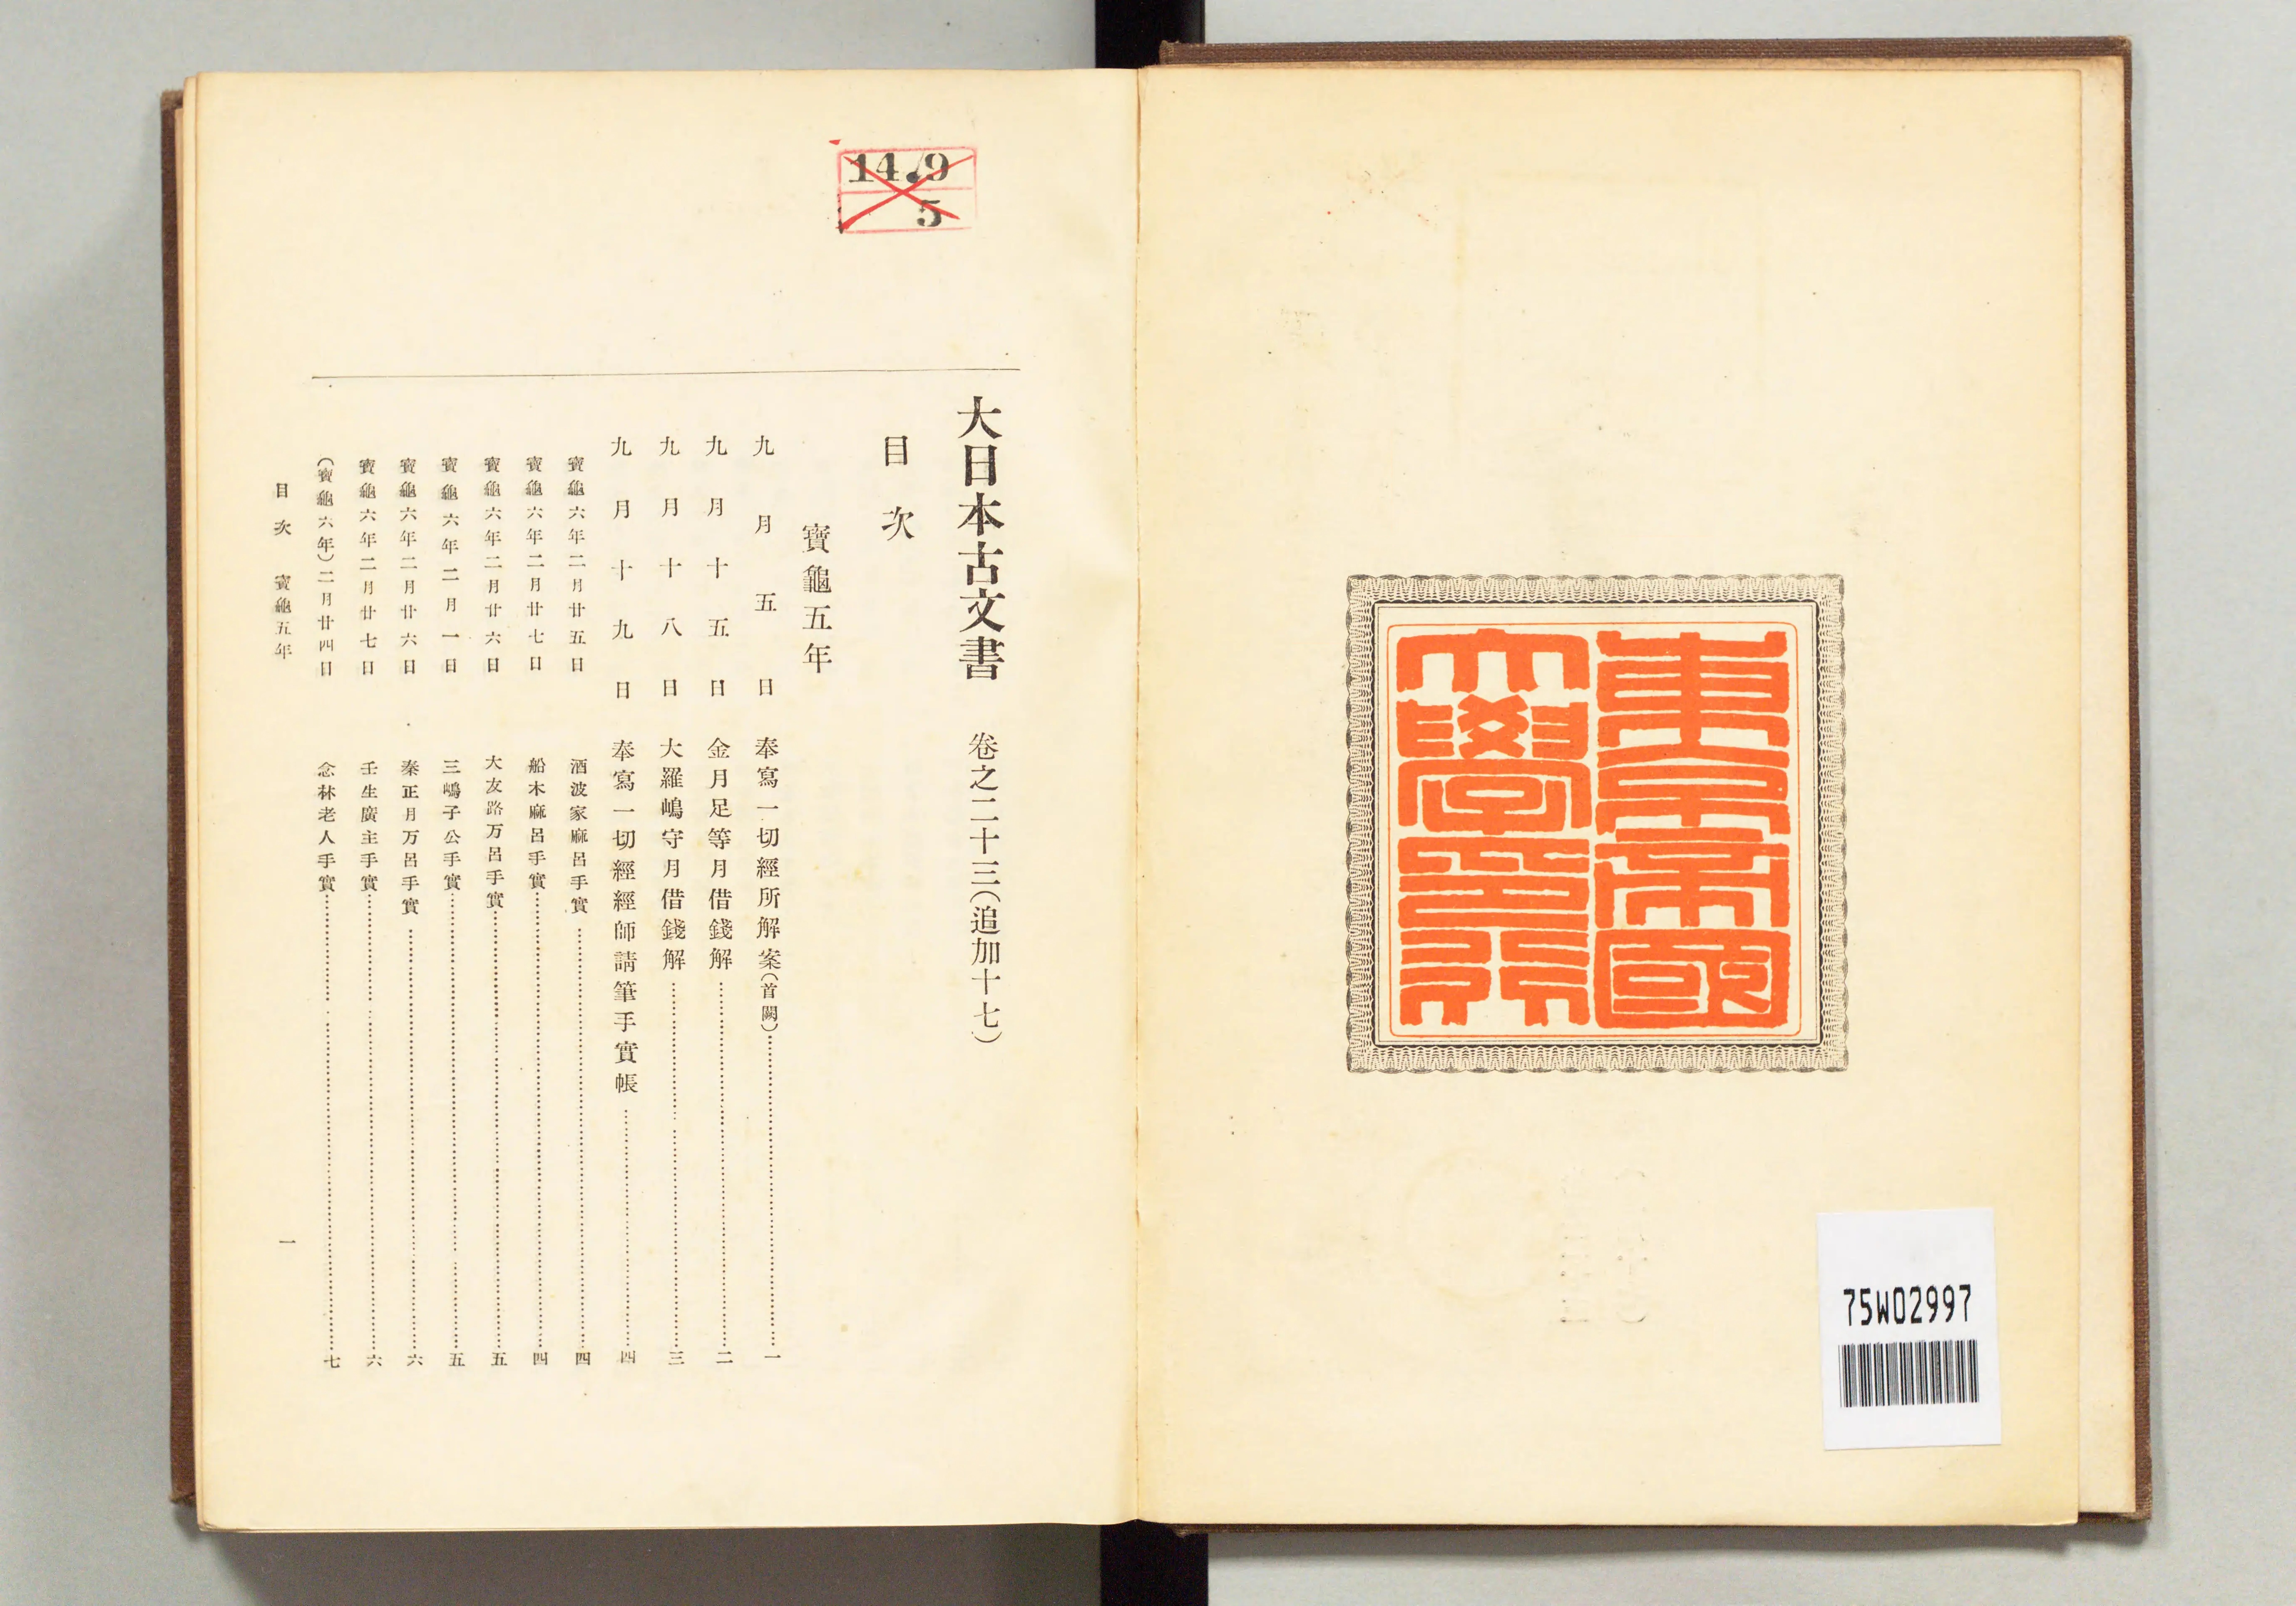 東京帝國
大學印行
75W02997
14.9
5
大日本古文書 卷之二十三(追加十七)
目次
寶龜五年
九月五日 奉寫一切經所解案(首闕)………一
九月十五日 金月足等月借錢解………二
九月十八日 大羅嶋守月借錢解………三
九月十九日 奉寫一切經經師請筆手實帳………四
寶龜六年二月廿五日 酒波家麻呂手實………四
寶龜六年二月廿七日 船木麻呂手實………四
寶龜六年二月廿六日 大友路万呂手實………五
寶龜六年二月一日 三嶋子公手實………五
寶龜六年二月廿六日 秦正月万呂手實………六
寶龜六年二月廿七日 壬生廣主手實………六
(寶龜六年)二月廿四日 念林老人手實………七
目次 寶龜五年 一